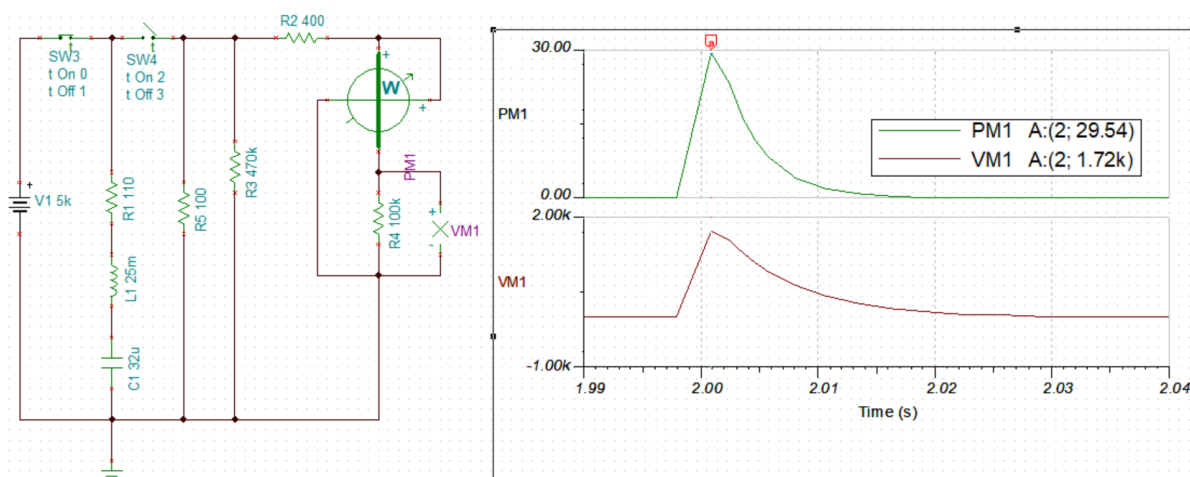 SW3
t
t On 0
t Off 1
SW4
t
t On 2
t Off 3
R2 400
+
W
+
PM1
V1 5k
+
R1 110
L1 25m
C1 32u
R5 100
R3 470k
R4 100k
+
VM1
-
a
30.00
PM1
0.00
PM1 A:(2; 29.54)
VM1 A:(2; 1.72k)
2.00k
VM1
-1.00k
1.99
2.00
2.01
2.02
2.03
2.04
Time (s)